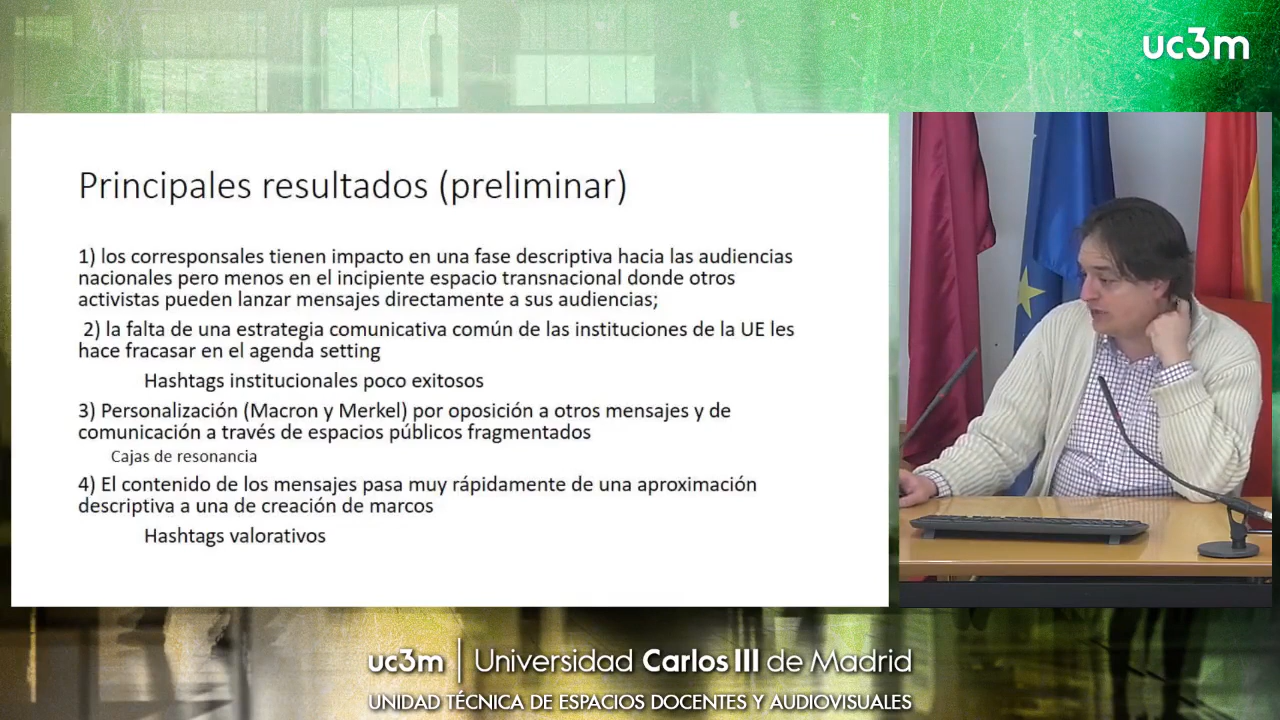 uc3m
Principales resultados (preliminar)
1) los corresponsales tienen impacto en una fase descriptiva hacia las audiencias
nacionales pero menos en el incipiente espacio transnacional donde otros
activistas pueden lanzar mensajes directamente a sus audiencias;
2) la falta de una estrategia comunicativa común de las instituciones de la UE les
hace fracasar en el agenda setting
Hashtags institucionales poco exitosos
3) Personalización (Macron y Merkel) por oposición a otros mensajes y de
comunicación a través de espacios públicos fragmentados
Cajas de resonancia
4) El contenido de los mensajes pasa muy rápidamente de una aproximación
descriptiva a una de creación de marcos
Hashtags valorativos
uc3m | Universidad Carlos III de Madrid
UNIDAD TÉCNICA DE ESPACIOS DOCENTES Y AUDIOVISUALES